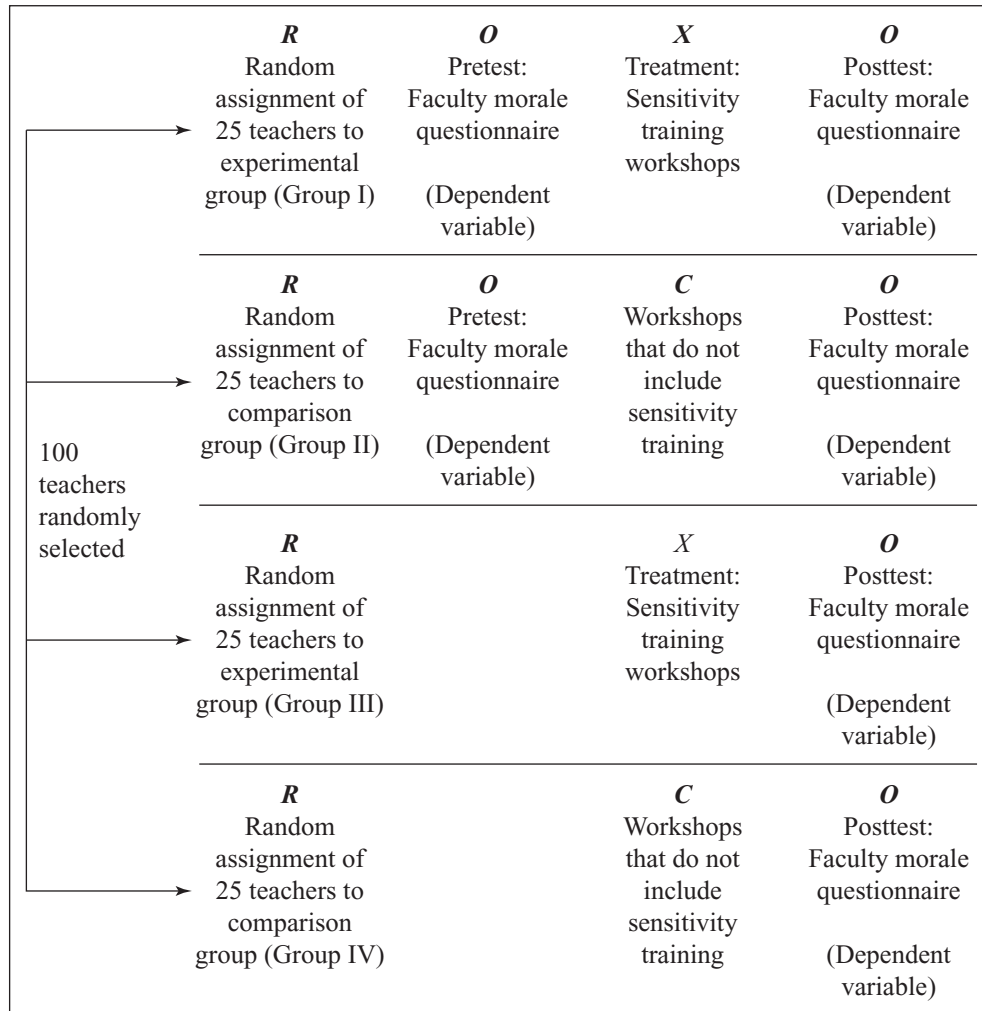 100
teachers
randomly
selected
R
Random
assignment of
25 teachers to
experimental
group (Group I)
O
Pretest:
Faculty morale
questionnaire
(Dependent
variable)
X
Treatment:
Sensitivity
training
workshops
O
Posttest:
Faculty morale
questionnaire
(Dependent
variable)
R
Random
assignment of
25 teachers to
comparison
group (Group II)
O
Pretest:
Faculty morale
questionnaire
(Dependent
variable)
C
Workshops
that do not
include
sensitivity
training
O
Posttest:
Faculty morale
questionnaire
(Dependent
variable)
R
Random
assignment of
25 teachers to
experimental
group (Group III)
X
Treatment:
Sensitivity
training
workshops
O
Posttest:
Faculty morale
questionnaire
(Dependent
variable)
R
Random
assignment of
25 teachers to
comparison
group (Group IV)
C
Workshops
that do not
include
sensitivity
training
O
Posttest:
Faculty morale
questionnaire
(Dependent
variable)